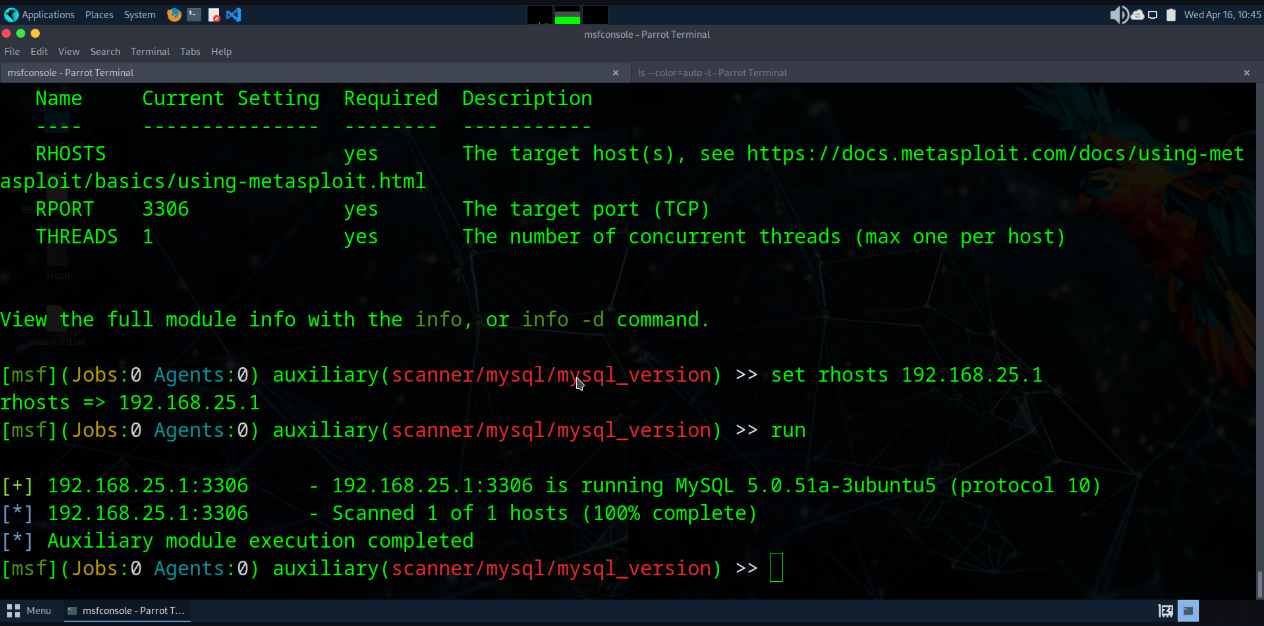 Applications Places System Wed Apr 16, 10:45
msfconsole - Parrot Terminal
File Edit View Search Terminal Tabs Help
msfconsole - Parrot Terminal × ls --color=auto -l - Parrot Terminal ×
Name Current Setting Required Description
---- --------------- -------- -----------
RHOSTS yes The target host(s), see https://docs.metasploit.com/docs/using-met
asploit/basics/using-metasploit.html
RPORT 3306 yes The target port (TCP)
THREADS 1 yes The number of concurrent threads (max one per host)
Trash
View the full module info with the info, or info -d command.
password.txt
[msf](Jobs:0 Agents:0) auxiliary(scanner/mysql/mysql_version) >> set rhosts 192.168.25.1
rhosts => 192.168.25.1
[msf](Jobs:0 Agents:0) auxiliary(scanner/mysql/mysql_version) >> run
[+] 192.168.25.1:3306 - 192.168.25.1:3306 is running MySQL 5.0.51a-3ubuntu5 (protocol 10)
[*] 192.168.25.1:3306 - Scanned 1 of 1 hosts (100% complete)
[*] Auxiliary module execution completed
[msf](Jobs:0 Agents:0) auxiliary(scanner/mysql/mysql_version) >>
Menu msfconsole - Parrot T...